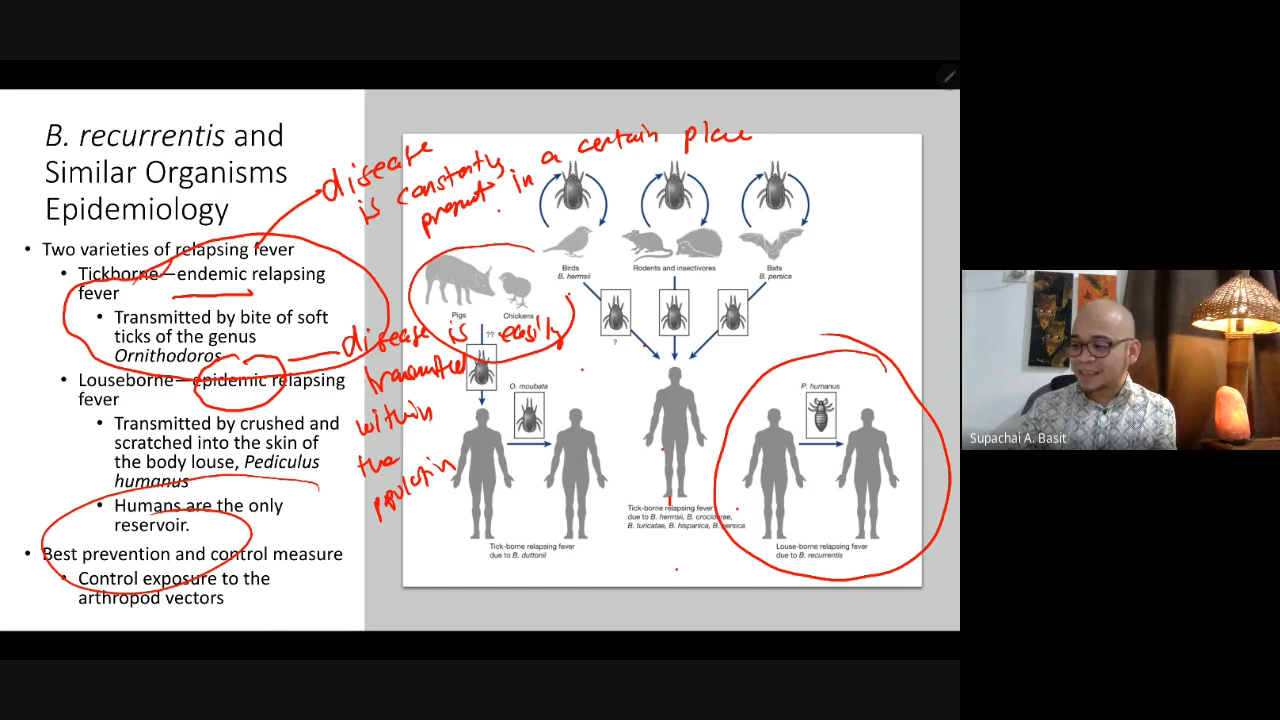 B. recurrentis and
Similar Organisms
Epidemiology
• Two varieties of relapsing fever
• Tickborne—endemic relapsing
fever
• Transmitted by bite of soft
ticks of the genus
Ornithodoros
• Louseborne—epidemic relapsing
fever
• Transmitted by crushed and
scratched into the skin of
the body louse, Pediculus
humanus
• Humans are the only
reservoir.
• Best prevention and control measure
• Control exposure to the
arthropod vectors
disease
is constantly
present in a certain place
disease is easily
transmitted
within
the
population
Birds
B. hermsii
Rodents and insectivores
Bats
B. persica
Pigs
Chickens
??
?
O. moubata
P. humanus
Tick-borne relapsing fever
due to B. duttonii
Tick-borne relapsing fever
due to B. hermsii, B. crocidurae,
B. turicatae, B. hispanica, B. persica
Louse-borne relapsing fever
due to B. recurrentis
Supachai A. Basit